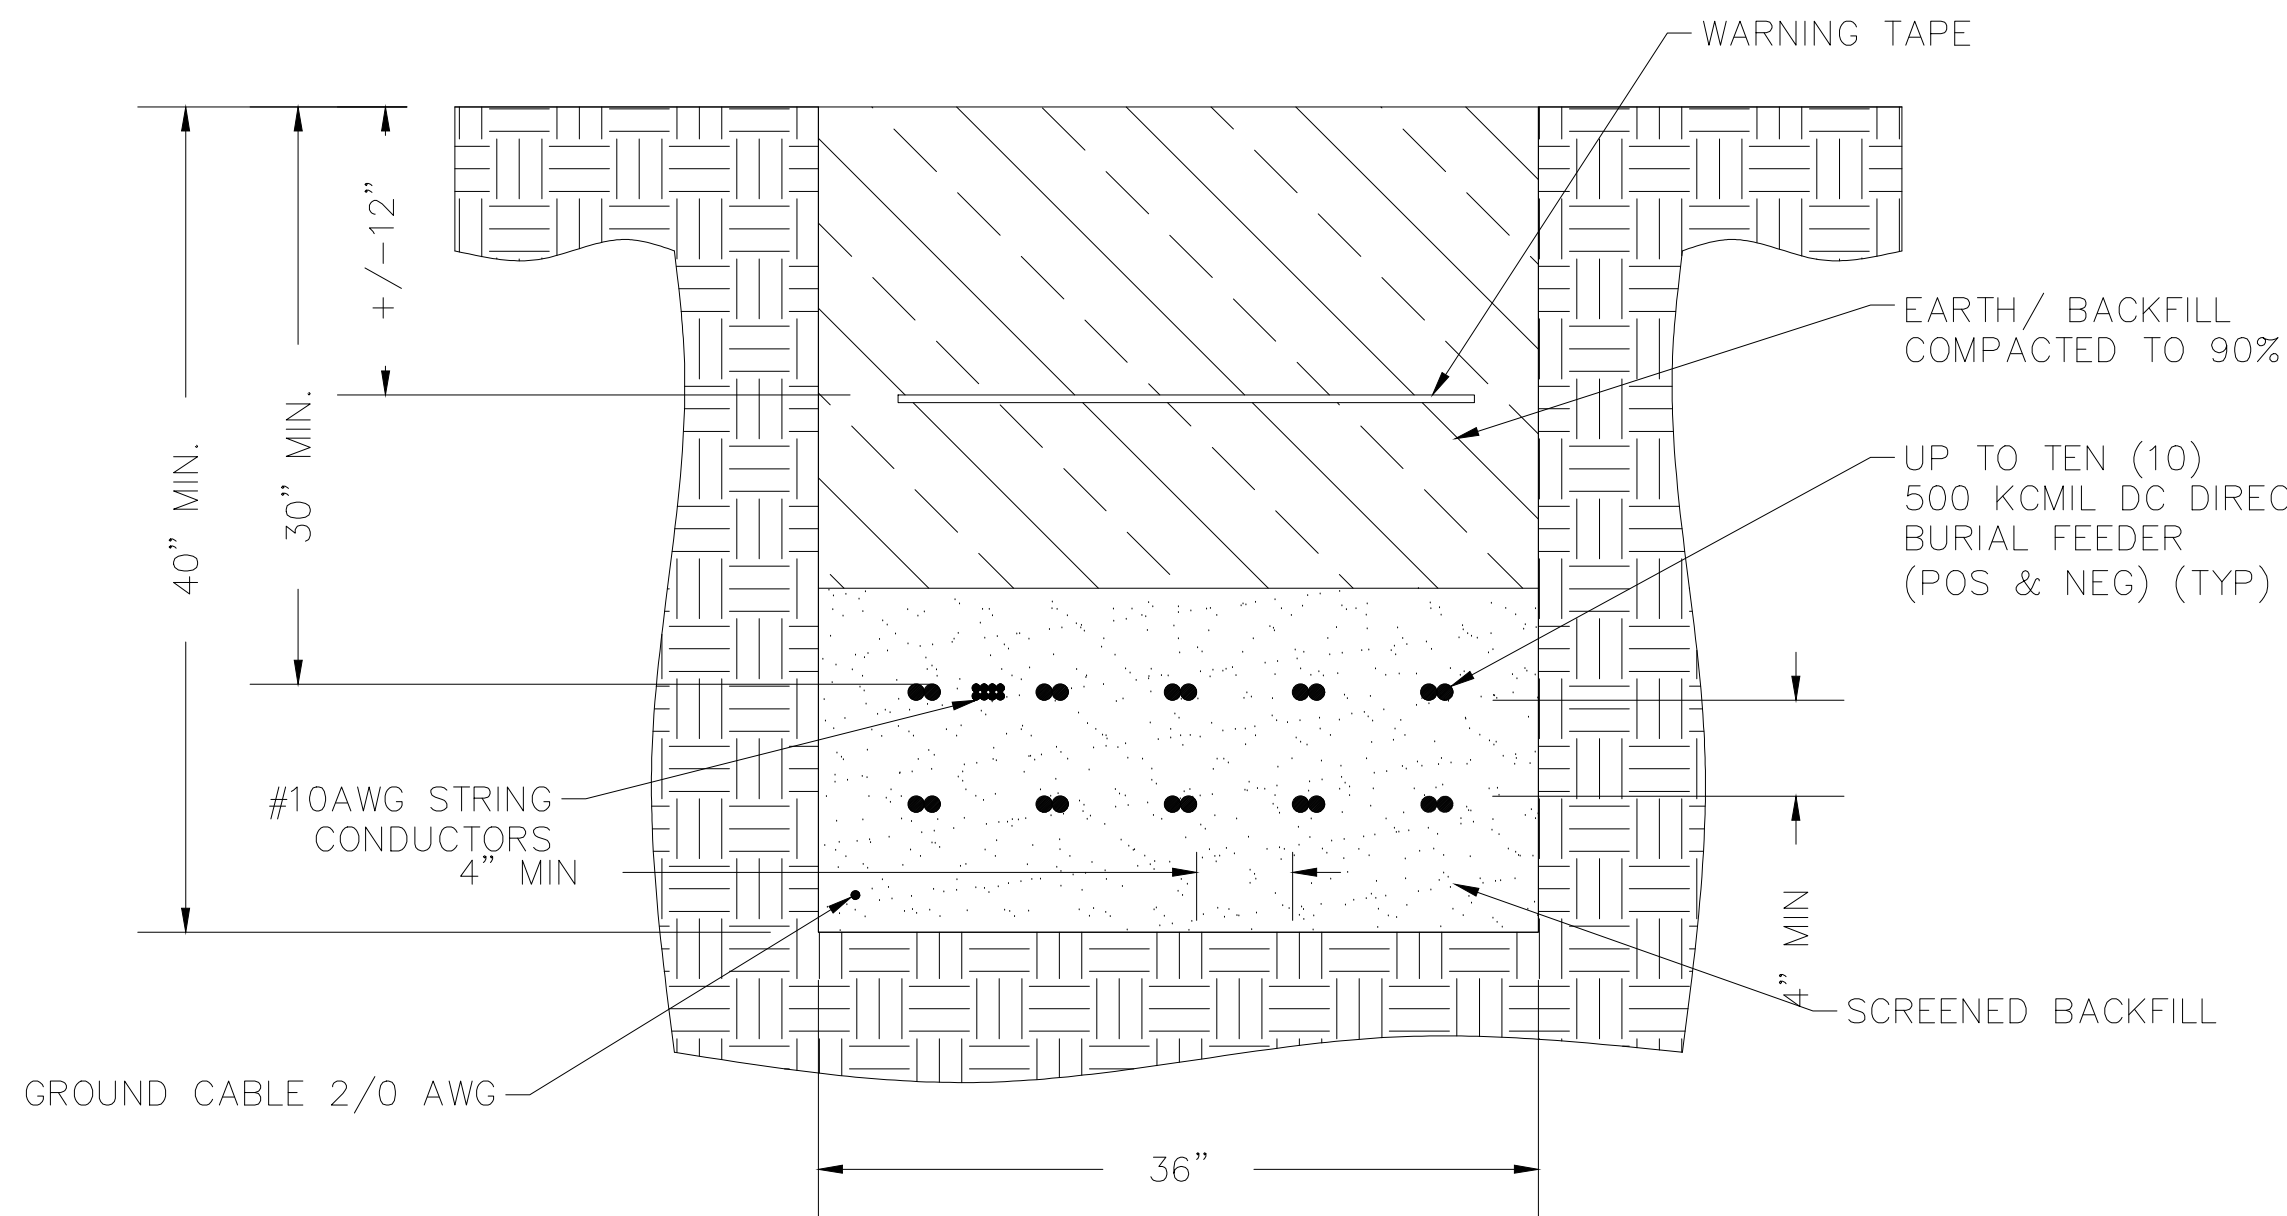 WARNING TAPE
+/-12”
30” MIN.
40” MIN.
EARTH/ BACKFILL
COMPACTED TO 90%
UP TO TEN (10)
500 KCMIL DC DIREC
BURIAL FEEDER
(POS & NEG) (TYP)
#10AWG STRING
CONDUCTORS
4” MIN
4” MIN
SCREENED BACKFILL
GROUND CABLE 2/0 AWG
36”